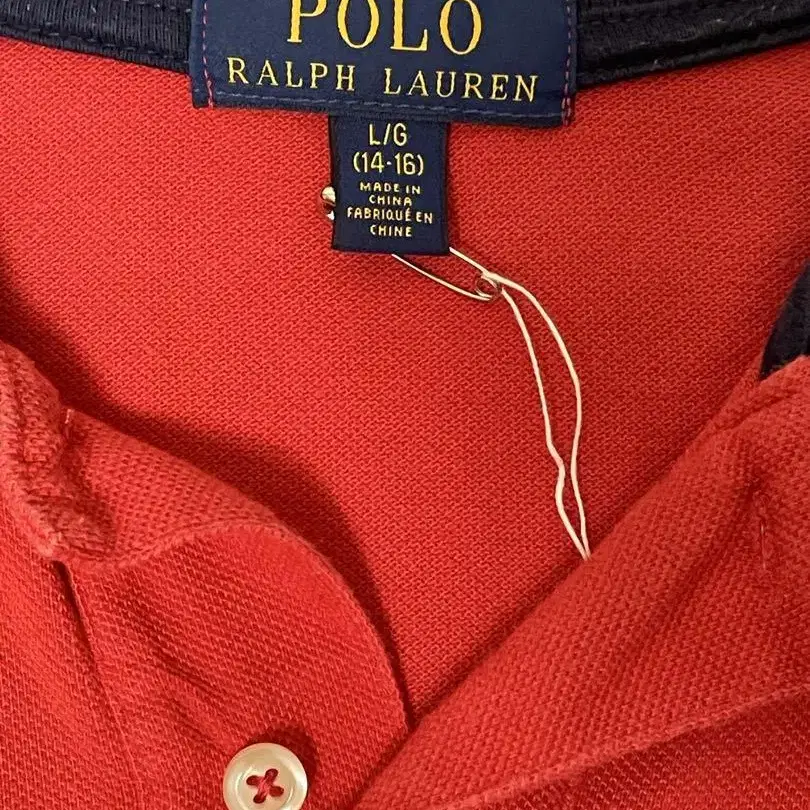 POLO
RALPH LAUREN
L/G
(14-16)
MADE IN
CHINA
FABRIQUÉ EN
CHINE